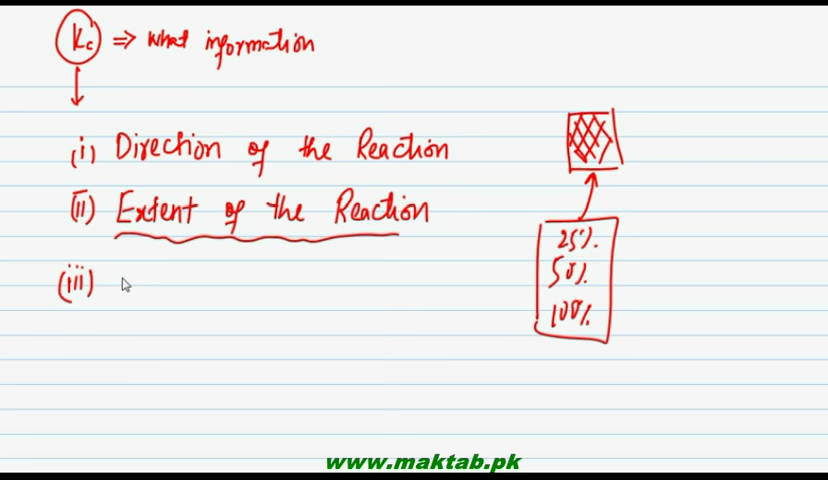 Kc ⇒ What information
(i) Direction of the Reaction
(ii) Extent of the Reaction
(iii)
25%.
50%.
100%.
www.maktab.pk